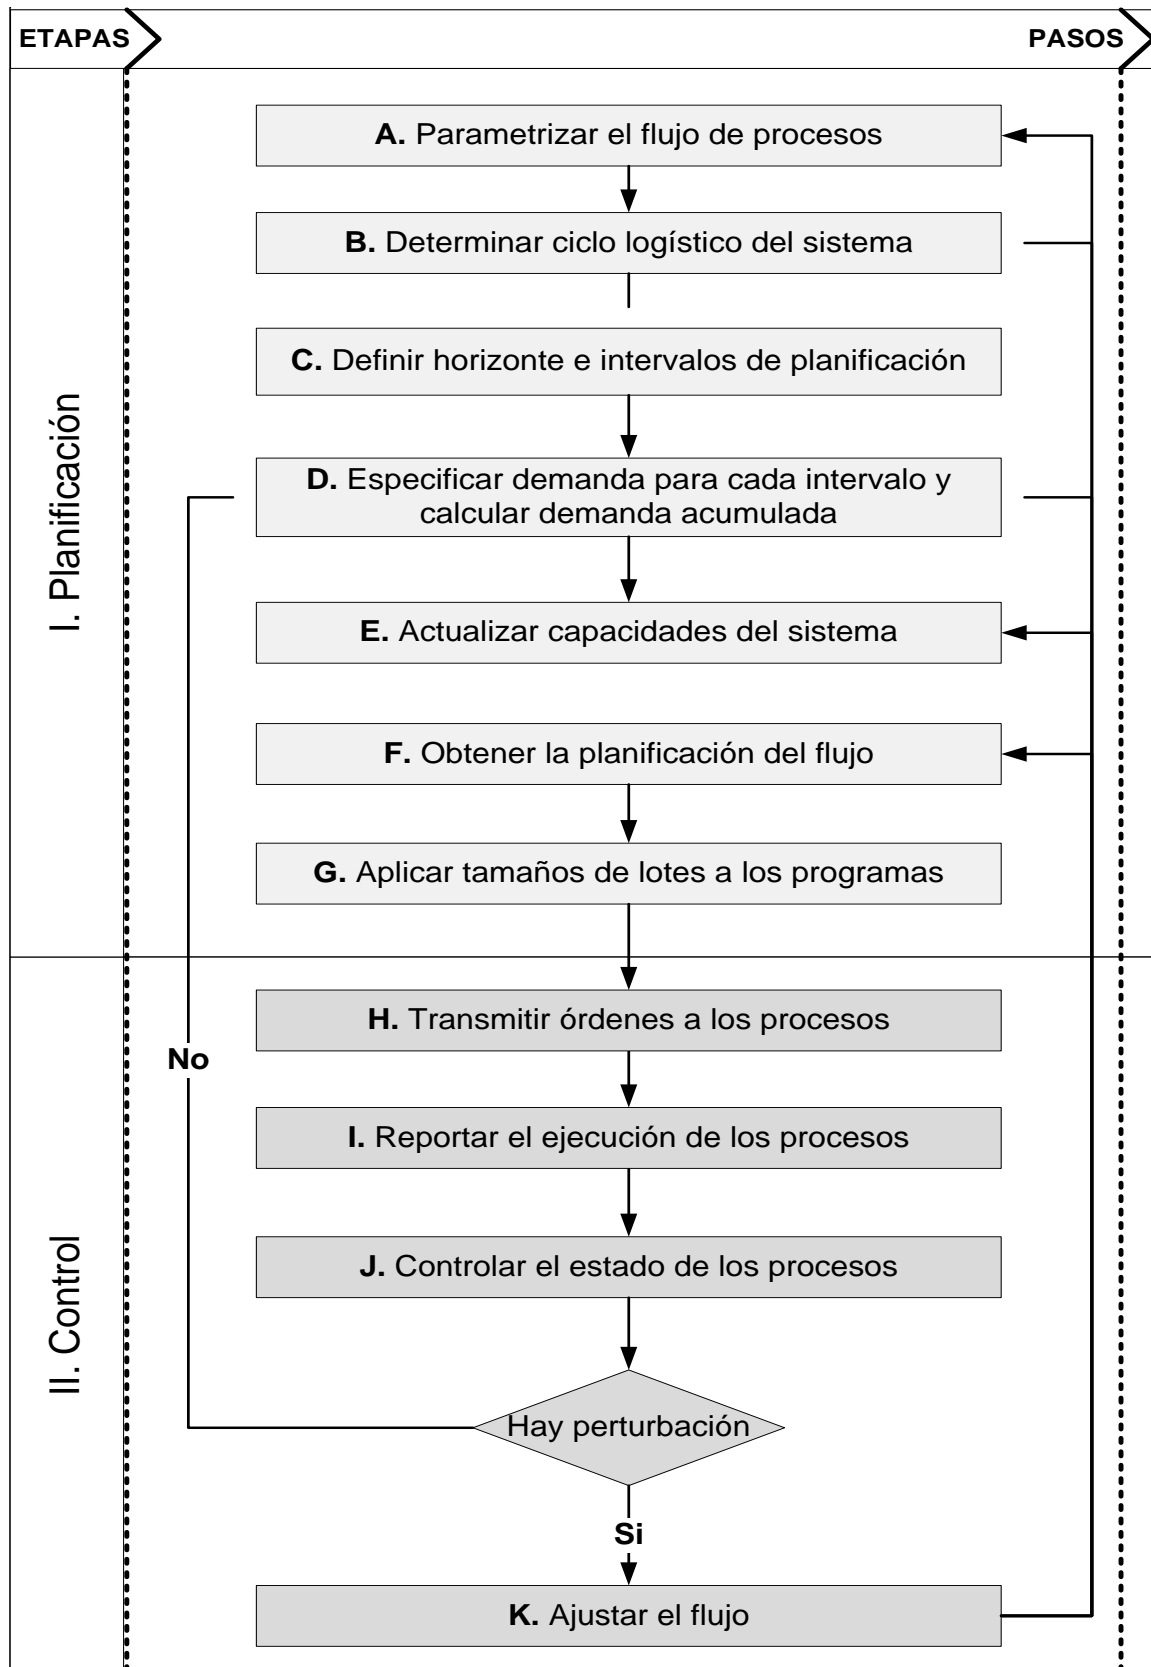 ETAPAS
PASOS
I. Planificación
A. Parametrizar el flujo de procesos
B. Determinar ciclo logístico del sistema
C. Definir horizonte e intervalos de planificación
D. Especificar demanda para cada intervalo y
calcular demanda acumulada
E. Actualizar capacidades del sistema
F. Obtener la planificación del flujo
G. Aplicar tamaños de lotes a los programas
II. Control
H. Transmitir órdenes a los procesos
No
I. Reportar el ejecución de los procesos
J. Controlar el estado de los procesos
Hay perturbación
Si
K. Ajustar el flujo